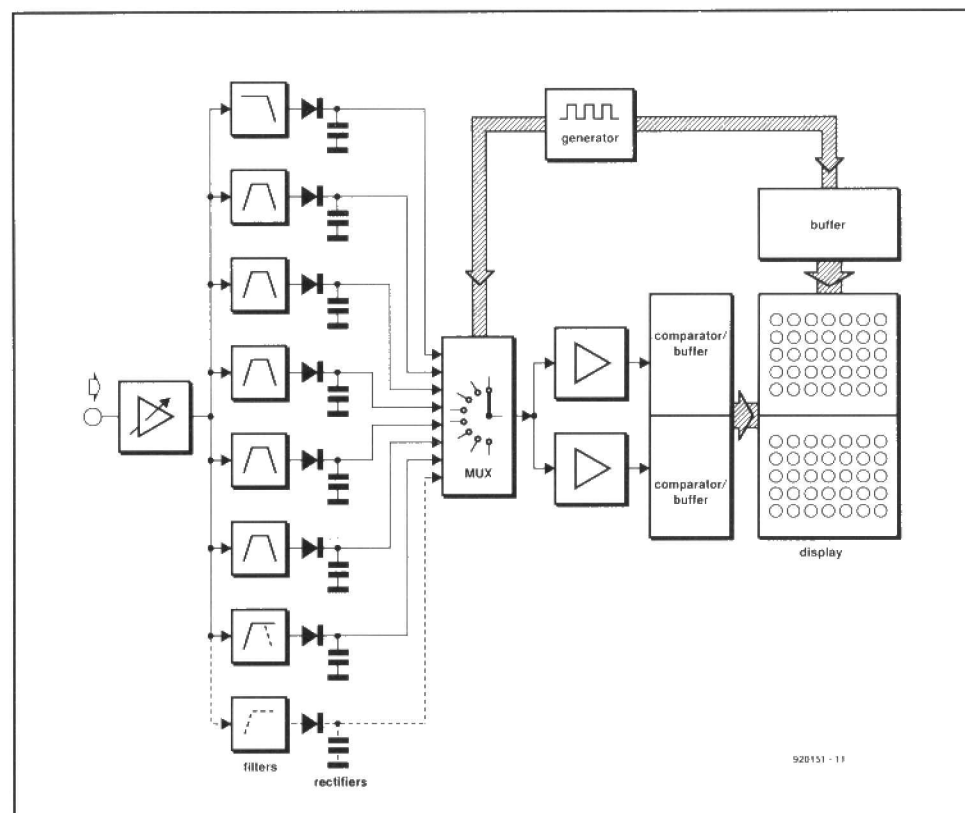 generator
buffer
comparator/
buffer
MUX
comparator/
buffer
display
filters
rectifiers
920151 - 11